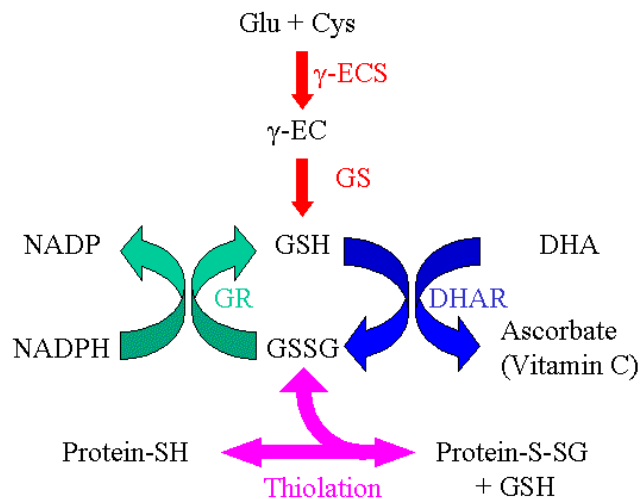 Glu + Cys
γ-ECS
γ-EC
GS
NADP
GSH
DHA
GR
DHAR
NADPH
GSSG
Ascorbate
(Vitamin C)
Protein-SH
Protein-S-SG
+ GSH
Thiolation